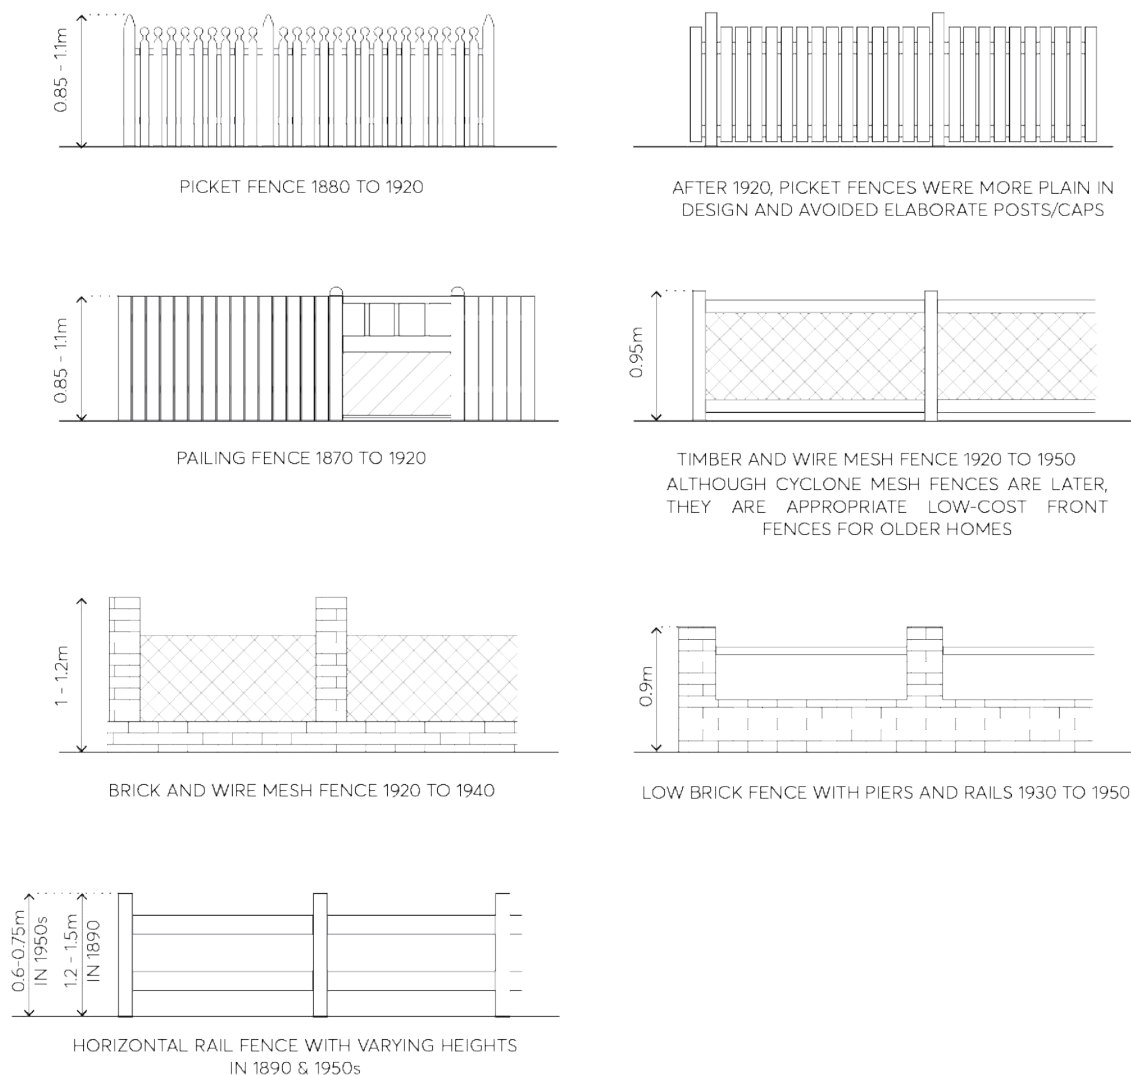 0.85 - 1.1m
PICKET FENCE 1880 TO 1920
AFTER 1920, PICKET FENCES WERE MORE PLAIN IN
DESIGN AND AVOIDED ELABORATE POSTS/CAPS
0.85 - 1.1m
PAILING FENCE 1870 TO 1920
0.95m
TIMBER AND WIRE MESH FENCE 1920 TO 1950
ALTHOUGH CYCLONE MESH FENCES ARE LATER,
THEY ARE APPROPRIATE LOW-COST FRONT
FENCES FOR OLDER HOMES
1 - 1.2m
BRICK AND WIRE MESH FENCE 1920 TO 1940
0.9m
LOW BRICK FENCE WITH PIERS AND RAILS 1930 TO 1950
0.6-0.75m
IN 1950s
1.2 - 1.5m
IN 1890
HORIZONTAL RAIL FENCE WITH VARYING HEIGHTS
IN 1890 & 1950s